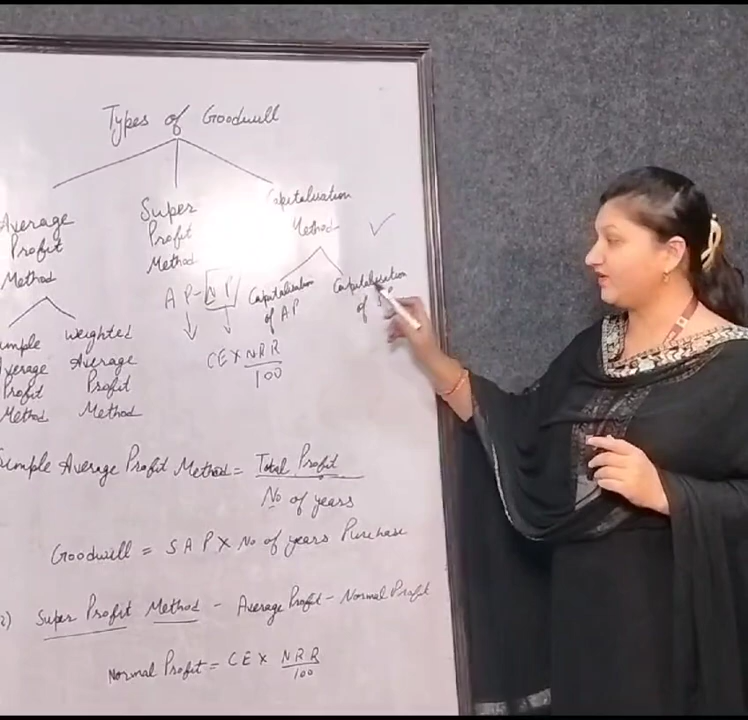 Types of Goodwill
Average
Profit
Method
Super
Profit
Method
Capitalisation
Method ✓
Simple
Average
Profit
Method
weighted
Average
Profit
Method
AP - NP
CE × NRR
100
Capitalisation
of AP
Capitalisation
of
Simple Average Profit Method = Total Profit
No of years
Goodwill = SAP × No of years Purchase
2) Super Profit Method - Average Profit - Normal Profit
Normal Profit = CE × NRR
100